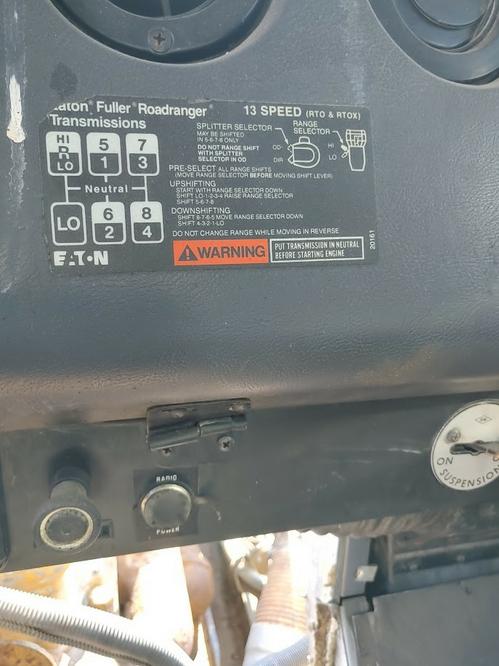 Eaton® Fuller® Roadranger®
Transmissions
13 SPEED (RTO & RTOX)
HI
R
LO
5
1
7
3
Neutral
LO
6
2
8
4
EATON
SPLITTER SELECTOR
MAY BE SHIFTED
IN 5-6-7-8 ONLY
DO NOT RANGE SHIFT
WITH SPLITTER
SELECTOR IN OD
OD
DIR
RANGE
SELECTOR
HI
LO
PRE-SELECT ALL RANGE SHIFTS
(MOVE RANGE SELECTOR BEFORE MOVING SHIFT LEVER)
UPSHIFTING
START WITH RANGE SELECTOR DOWN
SHIFT LO-1-2-3-4 RAISE RANGE SELECTOR
SHIFT 5-6-7-8
DOWNSHIFTING
SHIFT 8-7-6-5 MOVE RANGE SELECTOR DOWN
SHIFT 4-3-2-1-LO
DO NOT CHANGE RANGE WHILE MOVING IN REVERSE
WARNING
PUT TRANSMISSION IN NEUTRAL
BEFORE STARTING ENGINE
20161
RADIO
POWER
ON
SUSPENSION